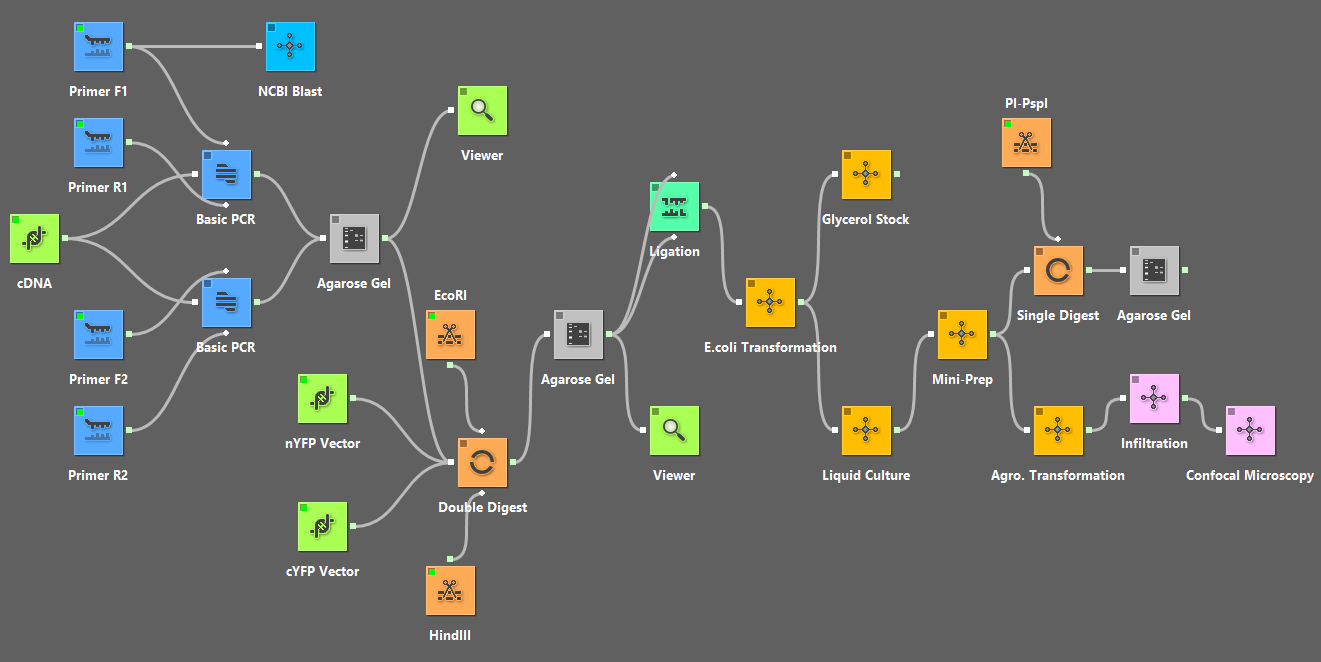 Primer F1
NCBI Blast
Primer R1
Basic PCR
cDNA
Agarose Gel
Viewer
Primer F2
Basic PCR
Primer R2
EcoRI
nYFP Vector
cYFP Vector
Double Digest
HindIII
Agarose Gel
Ligation
Viewer
E.coli Transformation
Glycerol Stock
Liquid Culture
Mini-Prep
PI-PspI
Single Digest
Agarose Gel
Agro. Transformation
Infiltration
Confocal Microscopy